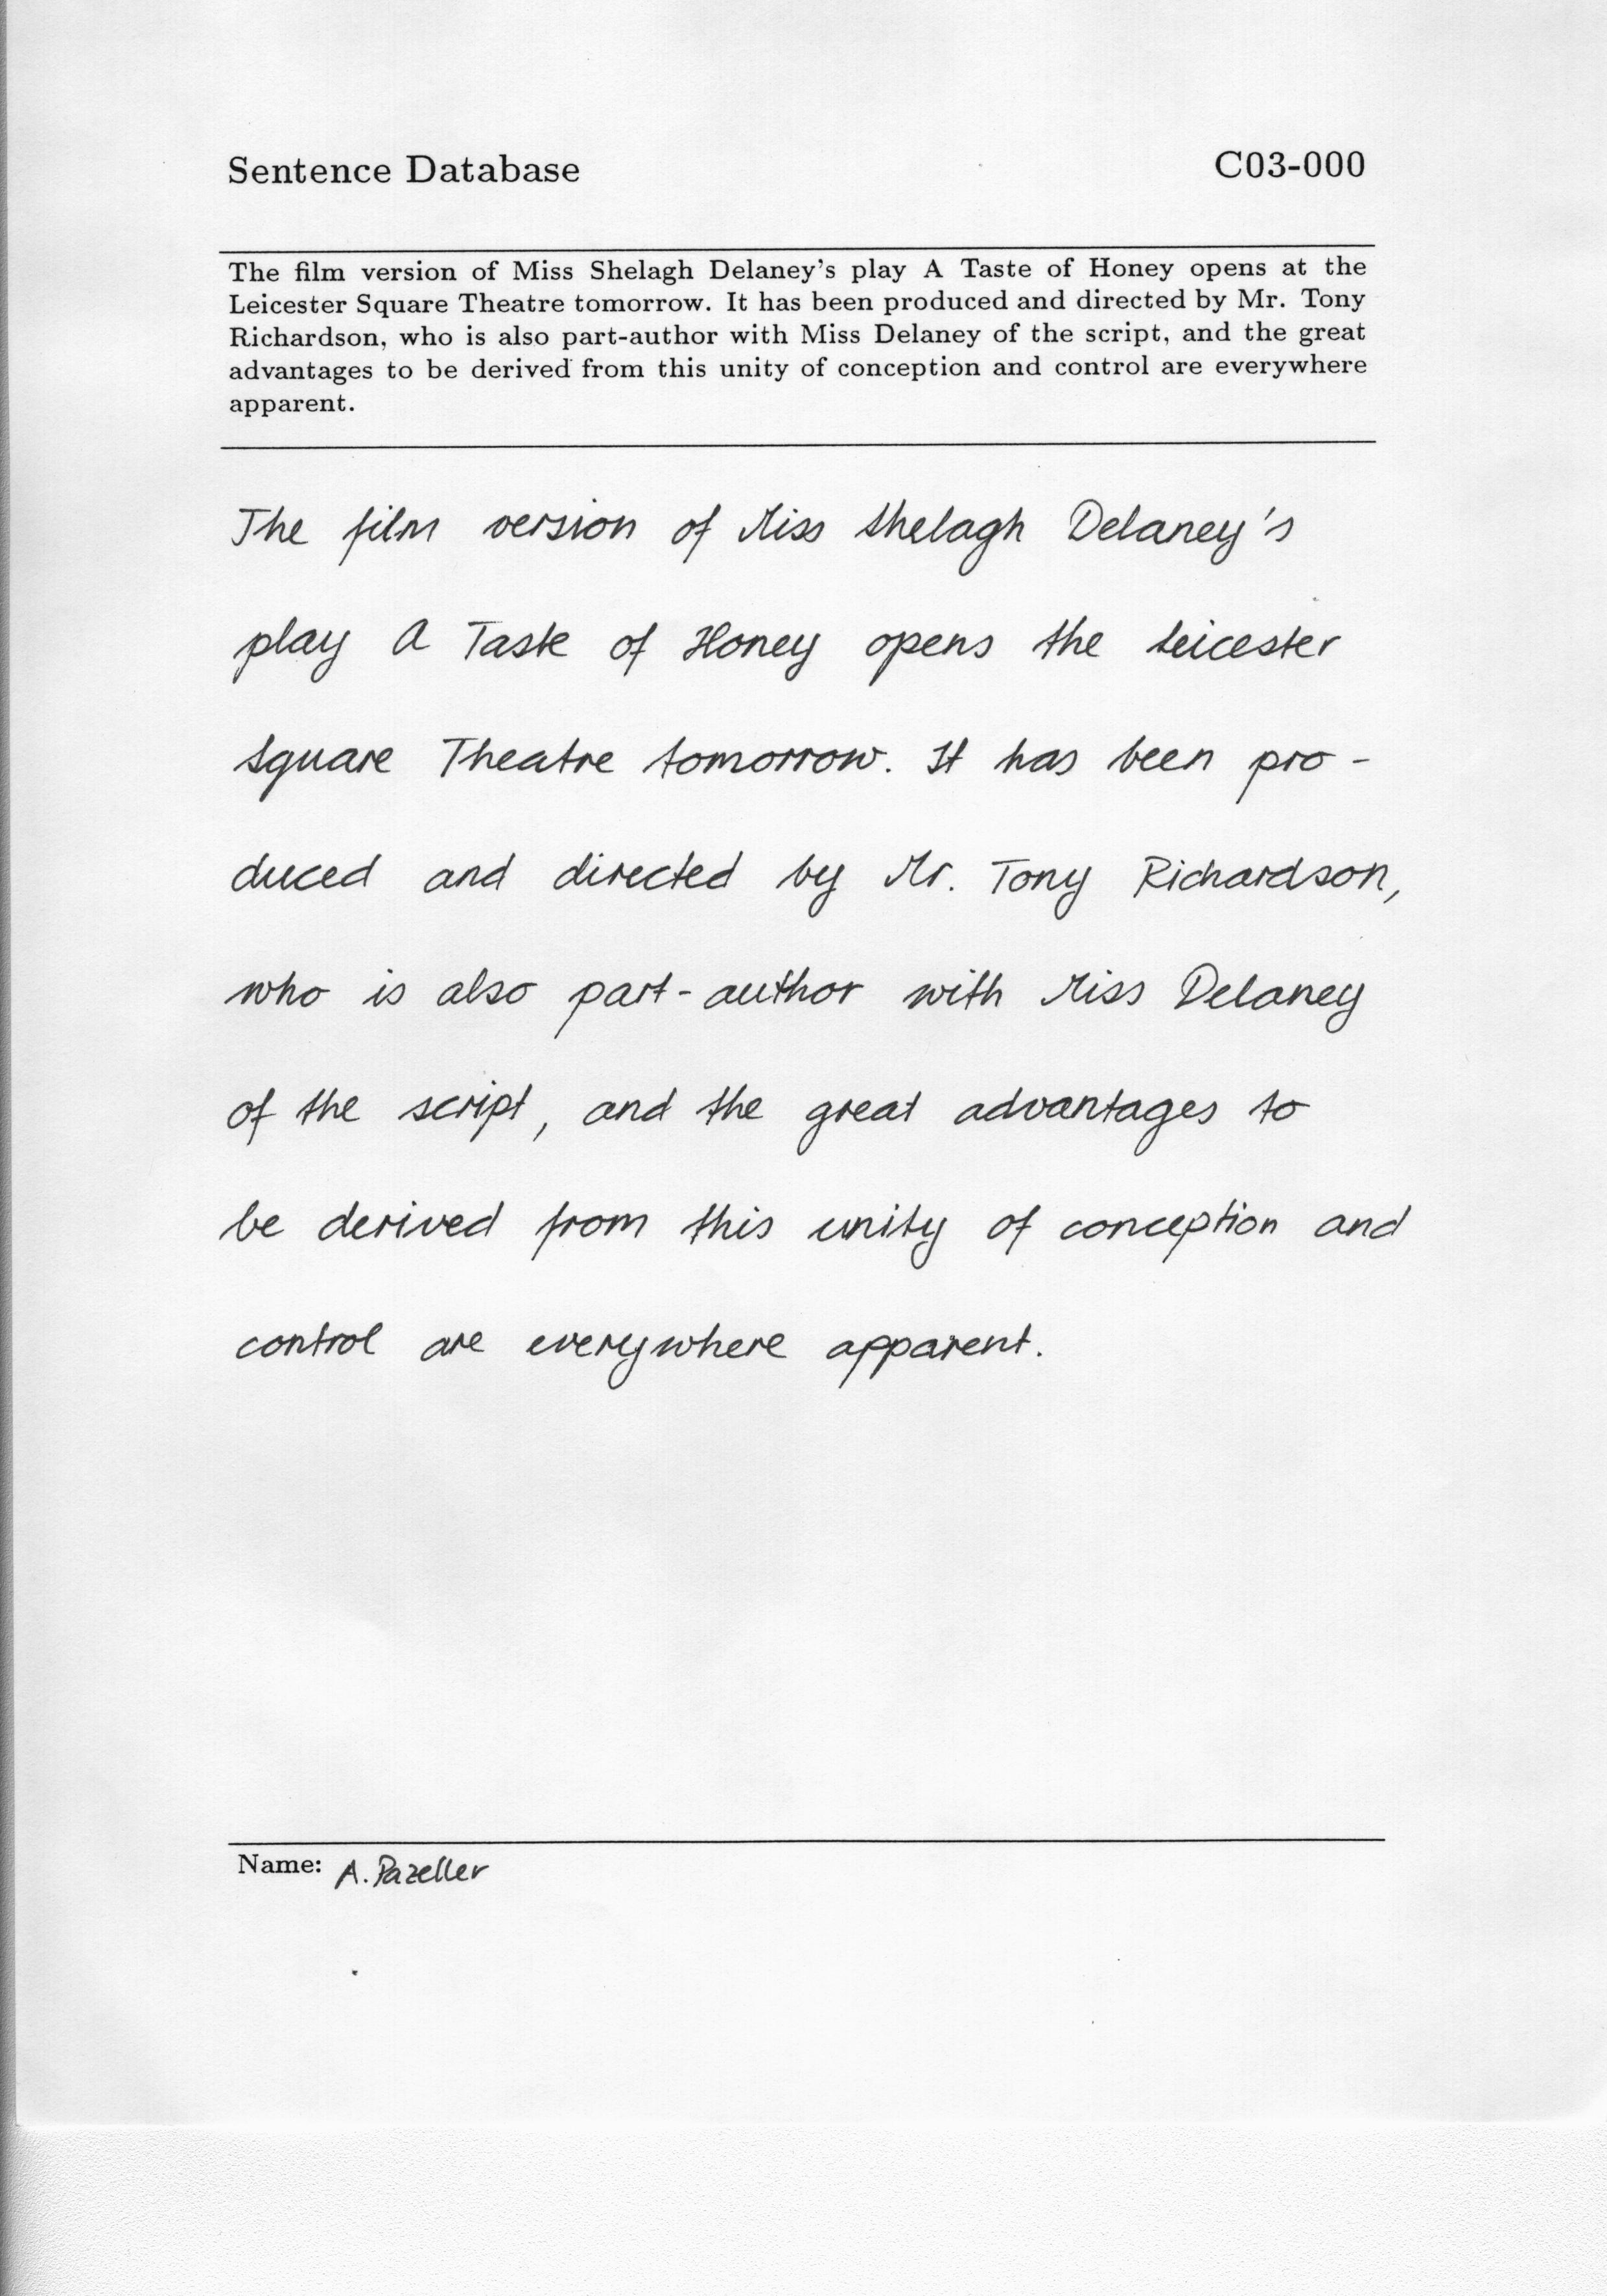 Sentence Database
C03-000
The film version of Miss Shelagh Delaney's play A Taste of Honey opens at the
Leicester Square Theatre tomorrow. It has been produced and directed by Mr. Tony
Richardson, who is also part-author with Miss Delaney of the script, and the great
advantages to be derived from this unity of conception and control are everywhere
apparent.
The film version of Miss Shelagh Delaney's
play A Taste of Honey opens the Leicester
Square Theatre tomorrow. It has been pro-
duced and directed by Mr. Tony Richardson,
who is also part-author with Miss Delaney
of the script, and the great advantages to
be derived from this unity of conception and
control are everywhere apparent.
Name: A. Pazeller